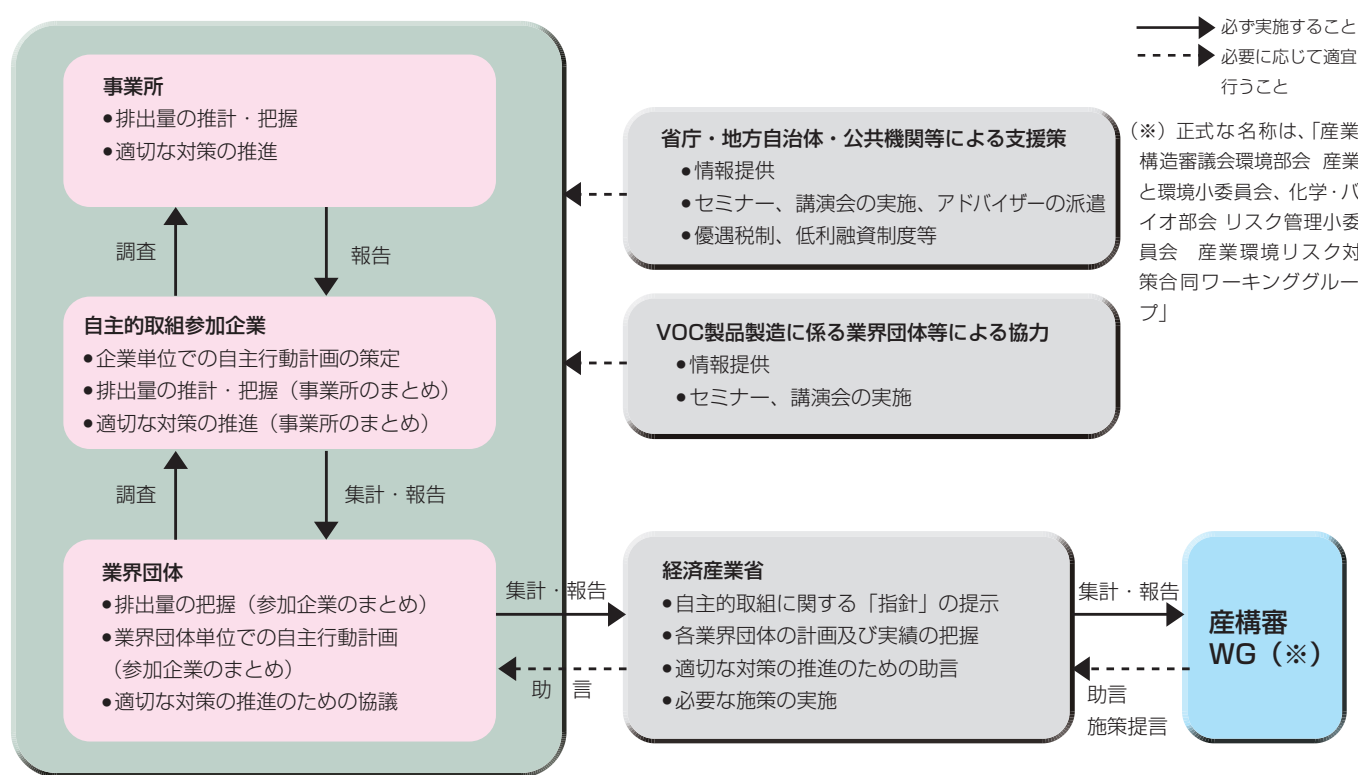 必ず実施すること
必要に応じて適宜
行うこと
(※) 正式な名称は、「産業
構造審議会環境部会 産業
と環境小委員会、化学・バ
イオ部会 リスク管理小委
員会 産業環境リスク対
策合同ワーキンググルー
プ」
事業所
●排出量の推計・把握
●適切な対策の推進
調査
報告
自主的取組参加企業
●企業単位での自主行動計画の策定
●排出量の推計・把握(事業所のまとめ)
●適切な対策の推進(事業所のまとめ)
調査
集計・報告
業界団体
●排出量の把握(参加企業のまとめ)
●業界団体単位での自主行動計画
(参加企業のまとめ)
●適切な対策の推進のための協議
省庁・地方自治体・公共機関等による支援策
●情報提供
●セミナー、講演会の実施、アドバイザーの派遣
●優遇税制、低利融資制度等
VOC製品製造に係る業界団体等による協力
●情報提供
●セミナー、講演会の実施
集計・報告
助 言
経済産業省
●自主的取組に関する「指針」の提示
●各業界団体の計画及び実績の把握
●適切な対策の推進のための助言
●必要な施策の実施
集計・報告
助言
施策提言
産構審
WG(※)